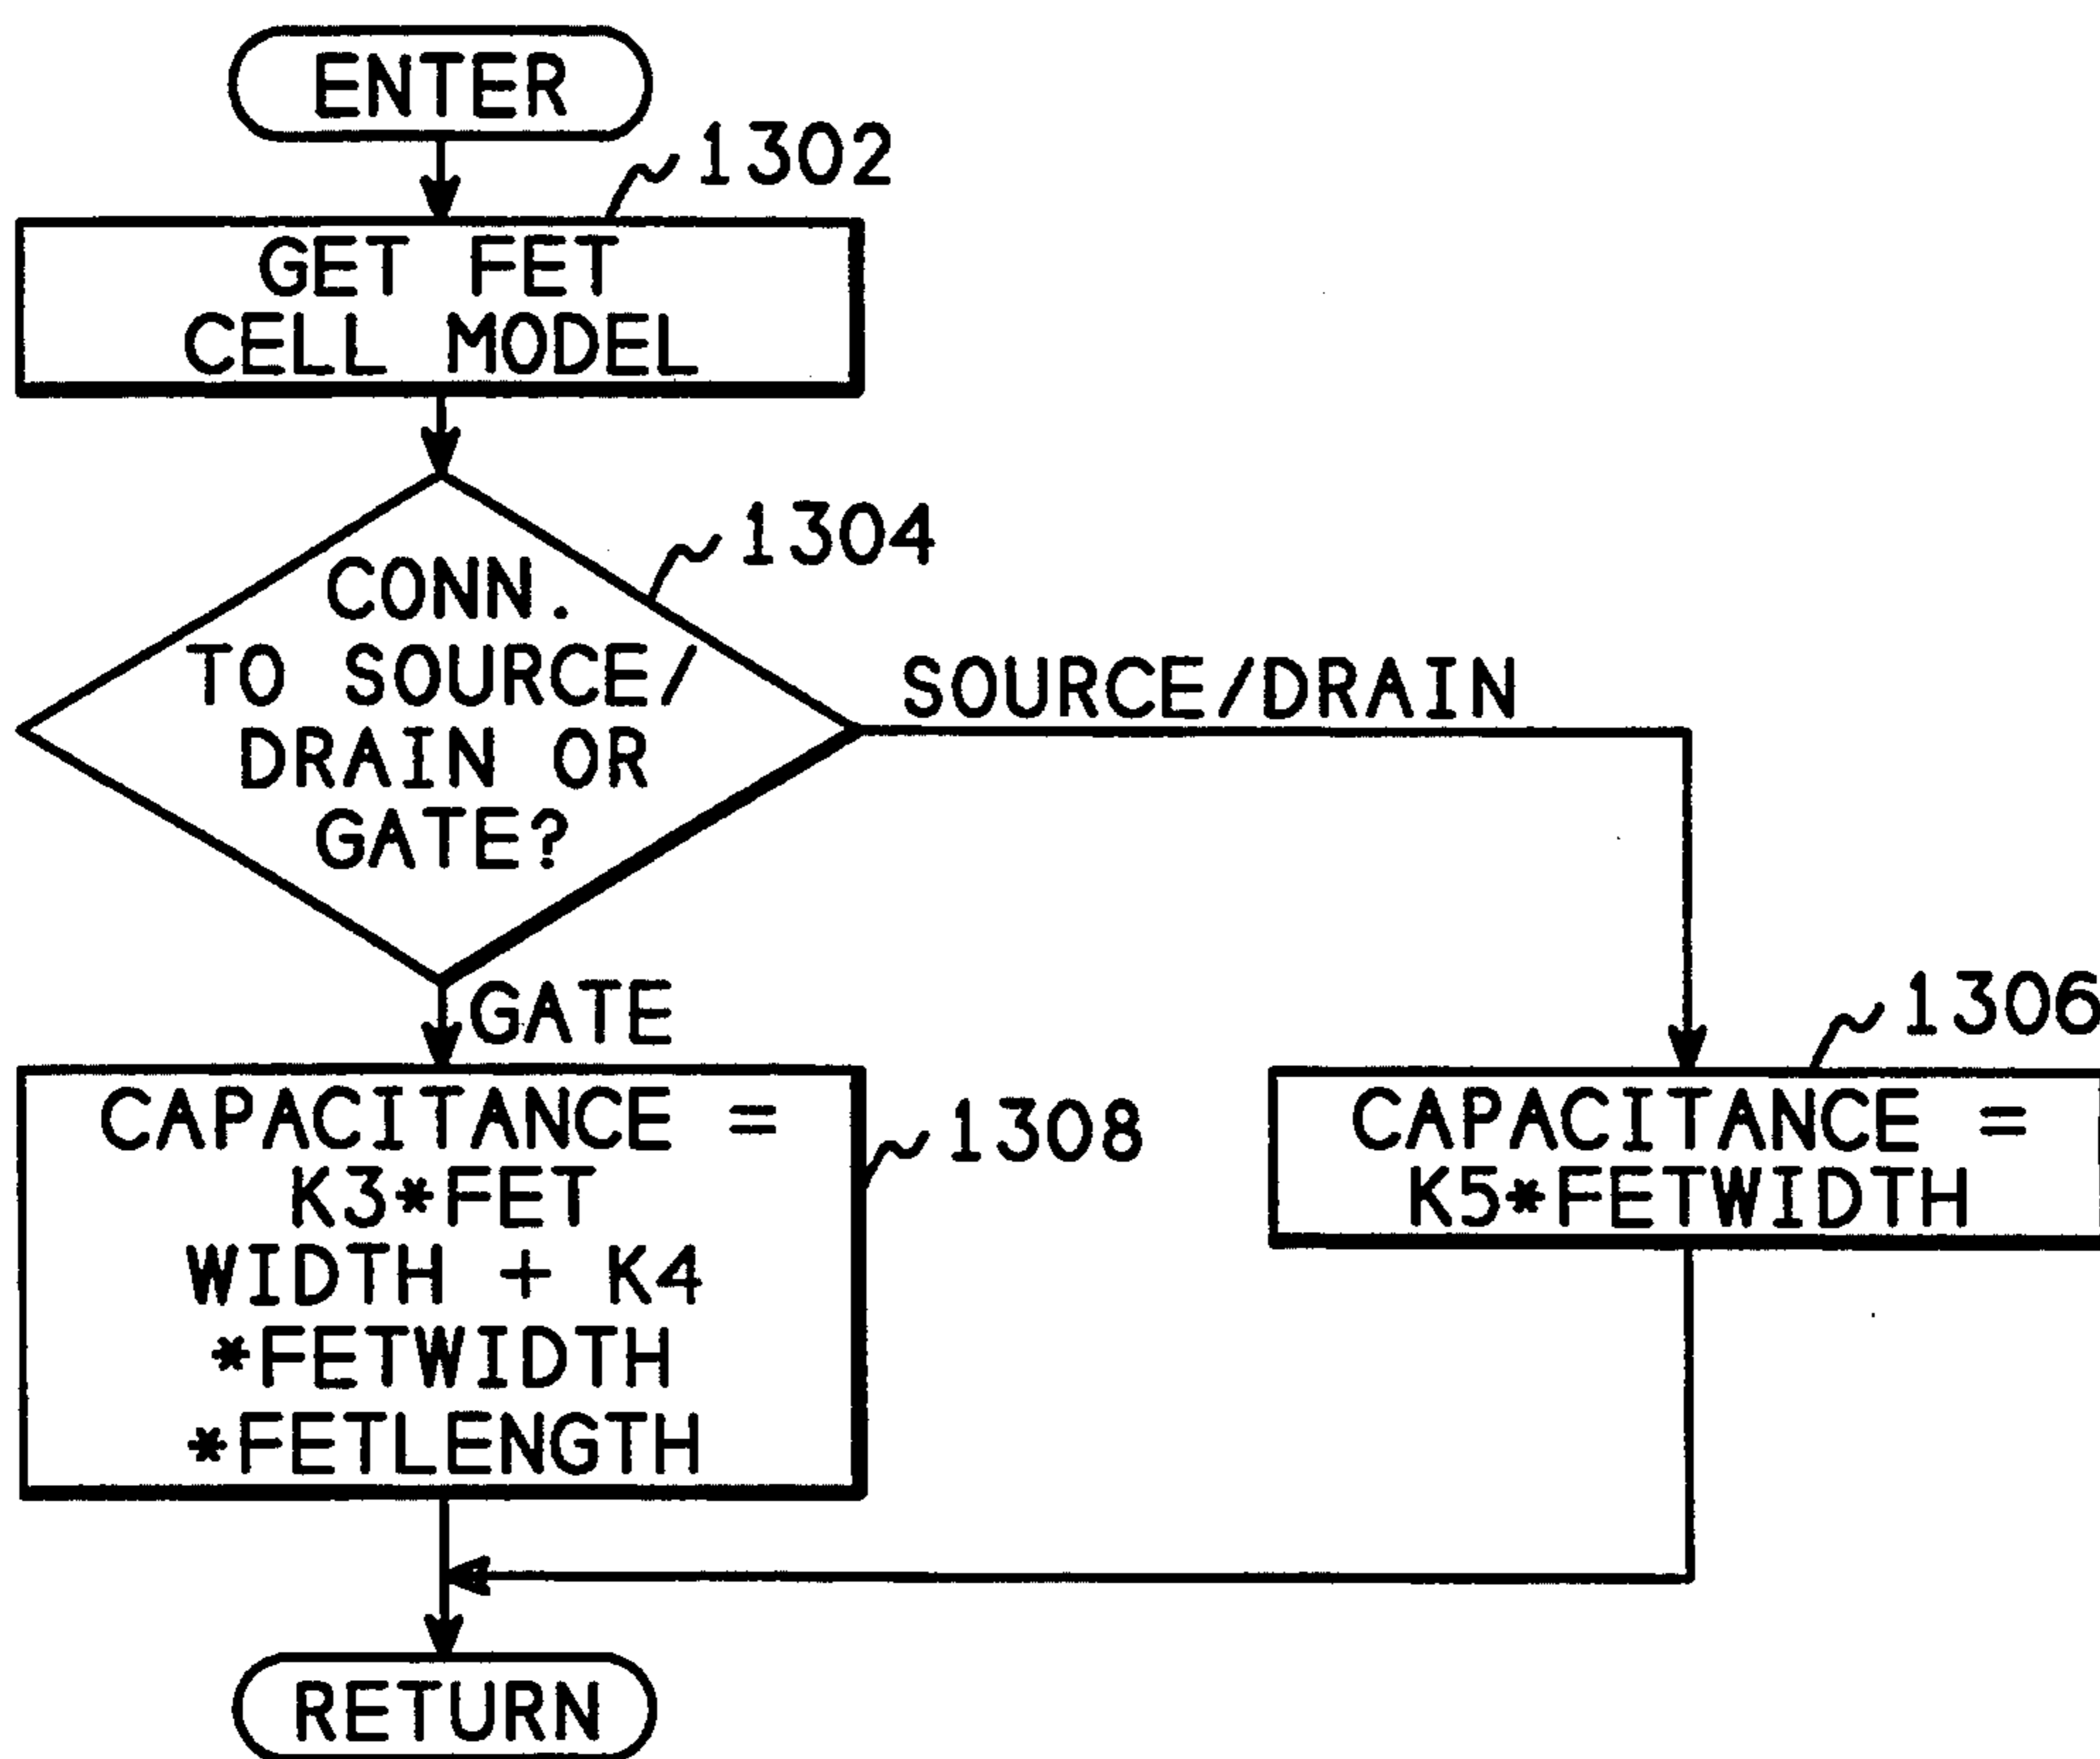 ENTER
1302
GET FET
CELL MODEL
1304
CONN.
TO SOURCE/
DRAIN OR
GATE?
SOURCE/DRAIN
GATE
1306
CAPACITANCE =
K3*FET
WIDTH + K4
*FETWIDTH
*FETLENGTH
1308
CAPACITANCE =
K5*FETWIDTH
RETURN